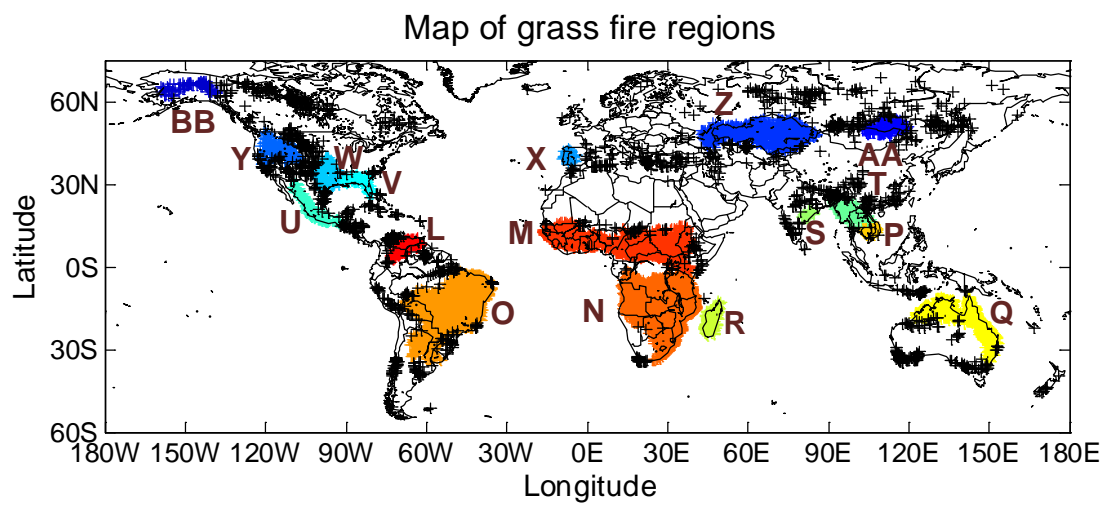 Map of grass fire regions
Latitude
60N
30N
0S
30S
60S
BB
Y
W
V
U
L
O
X
M
N
R
Z
AA
T
S
P
Q
180W 150W 120W 90W 60W 30W 0E 30E 60E 90E 120E 150E 180E
Longitude